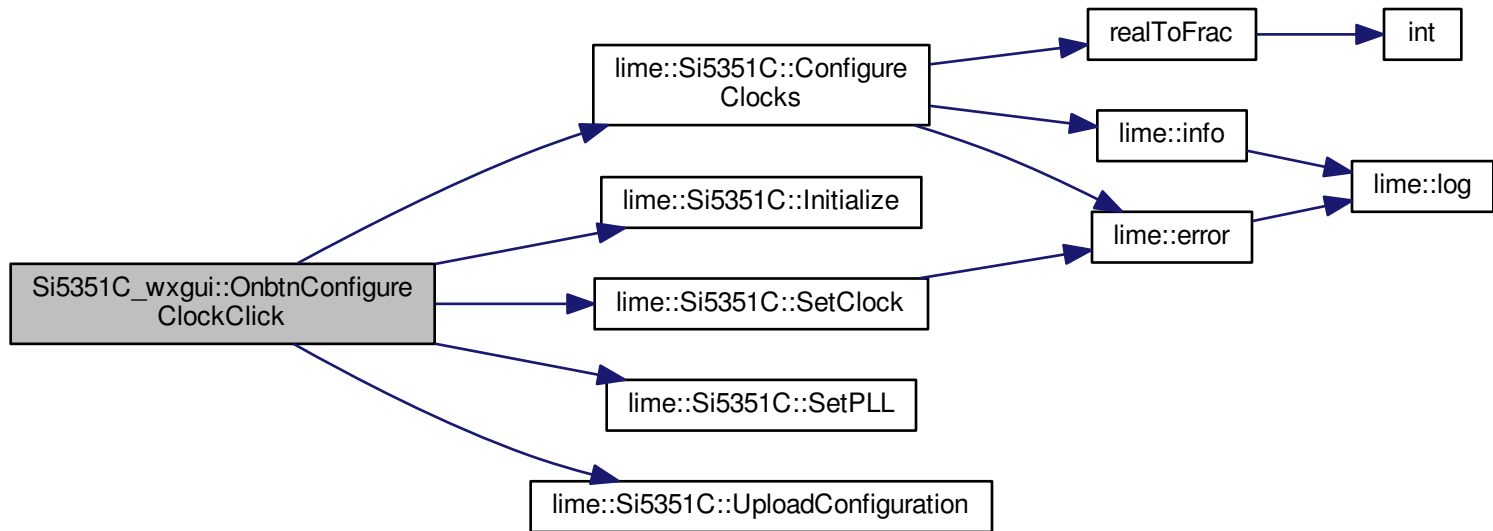 Si5351C_wxgui::OnbtnConfigure
ClockClick
lime::Si5351C::Configure
Clocks
lime::Si5351C::Initialize
lime::Si5351C::SetClock
lime::Si5351C::SetPLL
lime::Si5351C::UploadConfiguration
realToFrac
int
lime::info
lime::error
lime::log